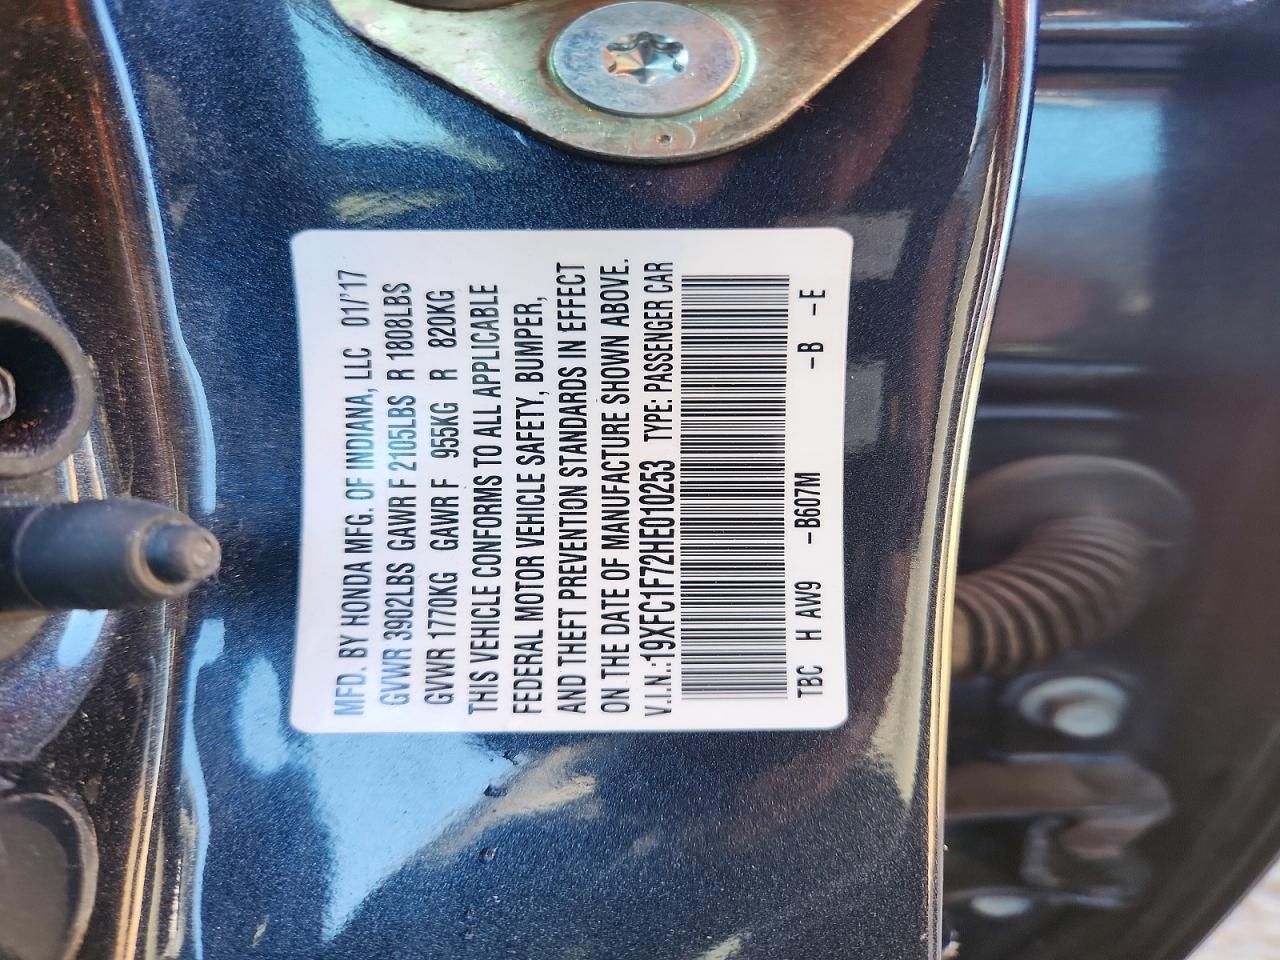 MFD. BY HONDA MFG. OF INDIANA, LLC 01/'17
GVWR 3902LBS GAWR F 2105LBS R 1808LBS
GVWR 1770KG GAWR F 955KG R 820KG
THIS VEHICLE CONFORMS TO ALL APPLICABLE
FEDERAL MOTOR VEHICLE SAFETY, BUMPER,
AND THEFT PREVENTION STANDARDS IN EFFECT
ON THE DATE OF MANUFACTURE SHOWN ABOVE.
V.I.N.:19XFC1F72HE010253 TYPE: PASSENGER CAR
TBC H AW9 -B607M -B -E